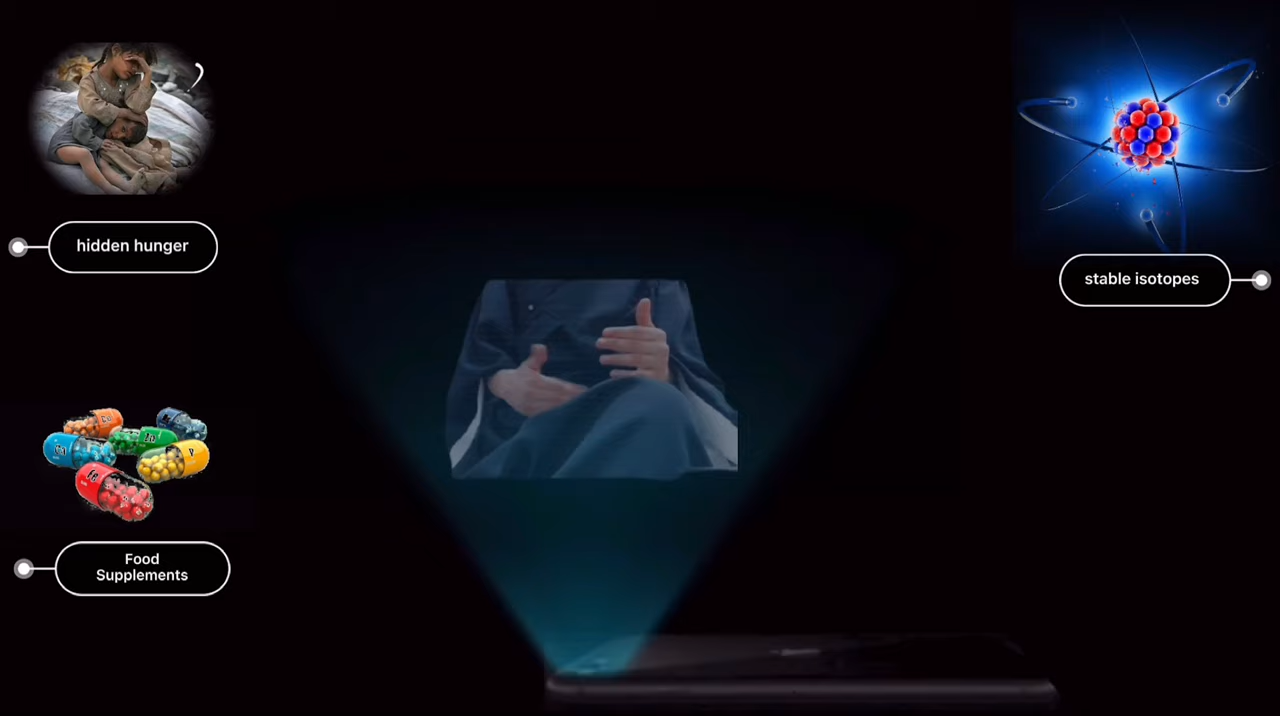 hidden hunger
stable isotopes
Food
Supplements